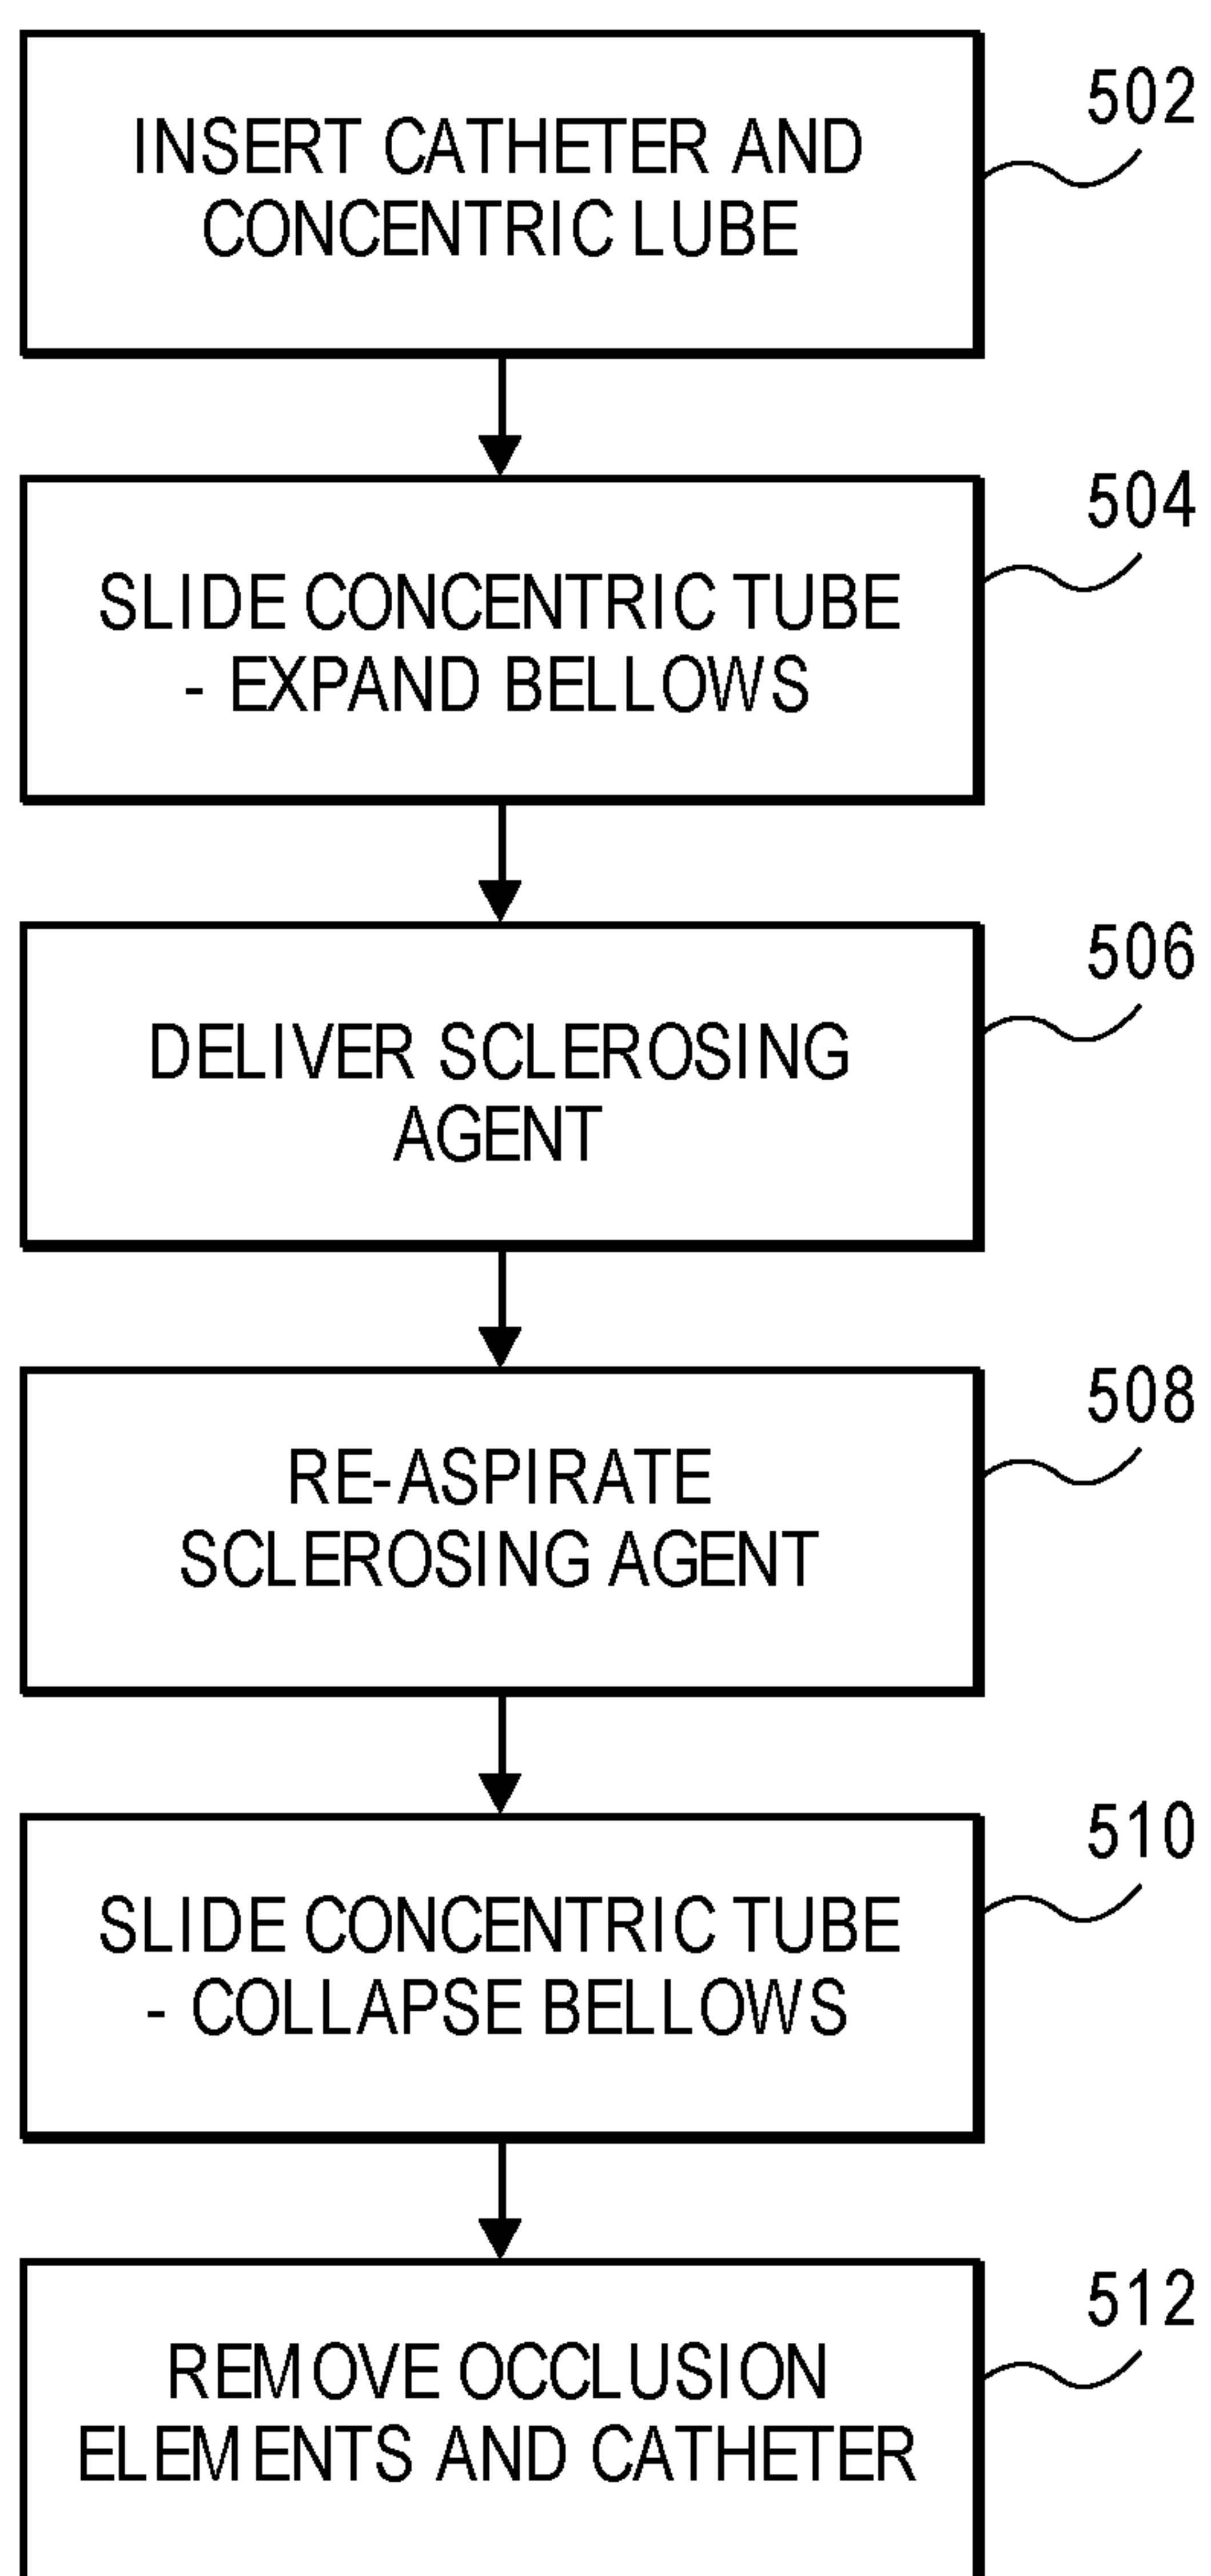 INSERT CATHETER AND
CONCENTRIC LUBE
502
SLIDE CONCENTRIC TUBE
- EXPAND BELLOWS
504
DELIVER SCLEROSING
AGENT
506
RE-ASPIRATE
SCLEROSING AGENT
508
SLIDE CONCENTRIC TUBE
- COLLAPSE BELLOWS
510
REMOVE OCCLUSION
ELEMENTS AND CATHETER
512